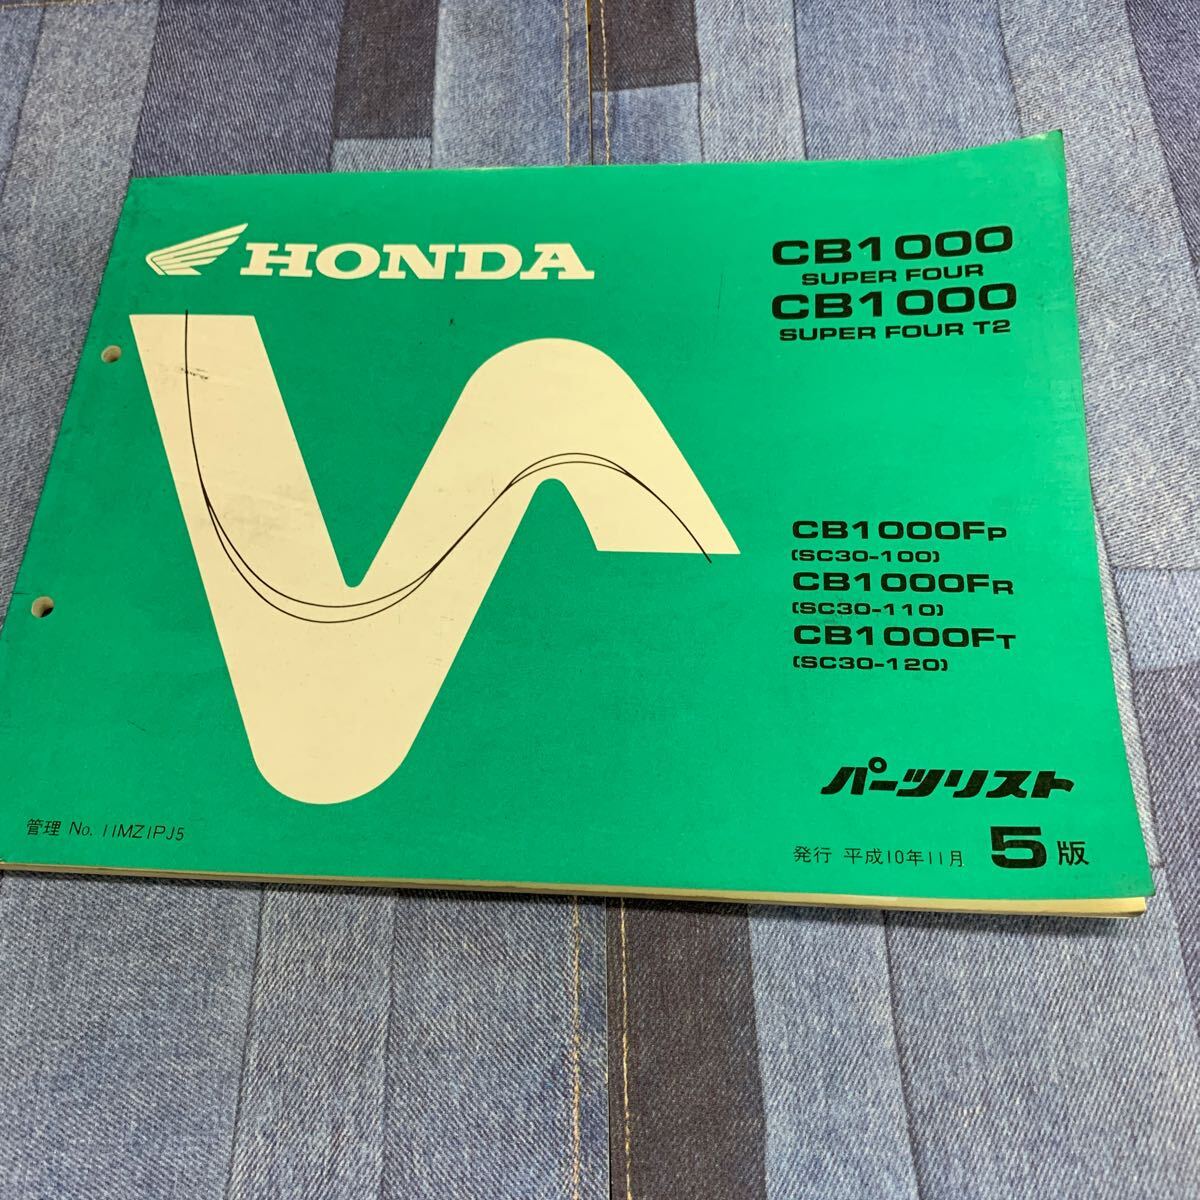 HONDA
CB1000
SUPER FOUR
CB1000
SUPER FOUR T2
CB1000FP
(SC30-100)
CB1000FR
(SC30-110)
CB1000FT
(SC30-120)
パーツリスト
管理 No. 11MZ1PJ5
発行 平成10年11月 5版